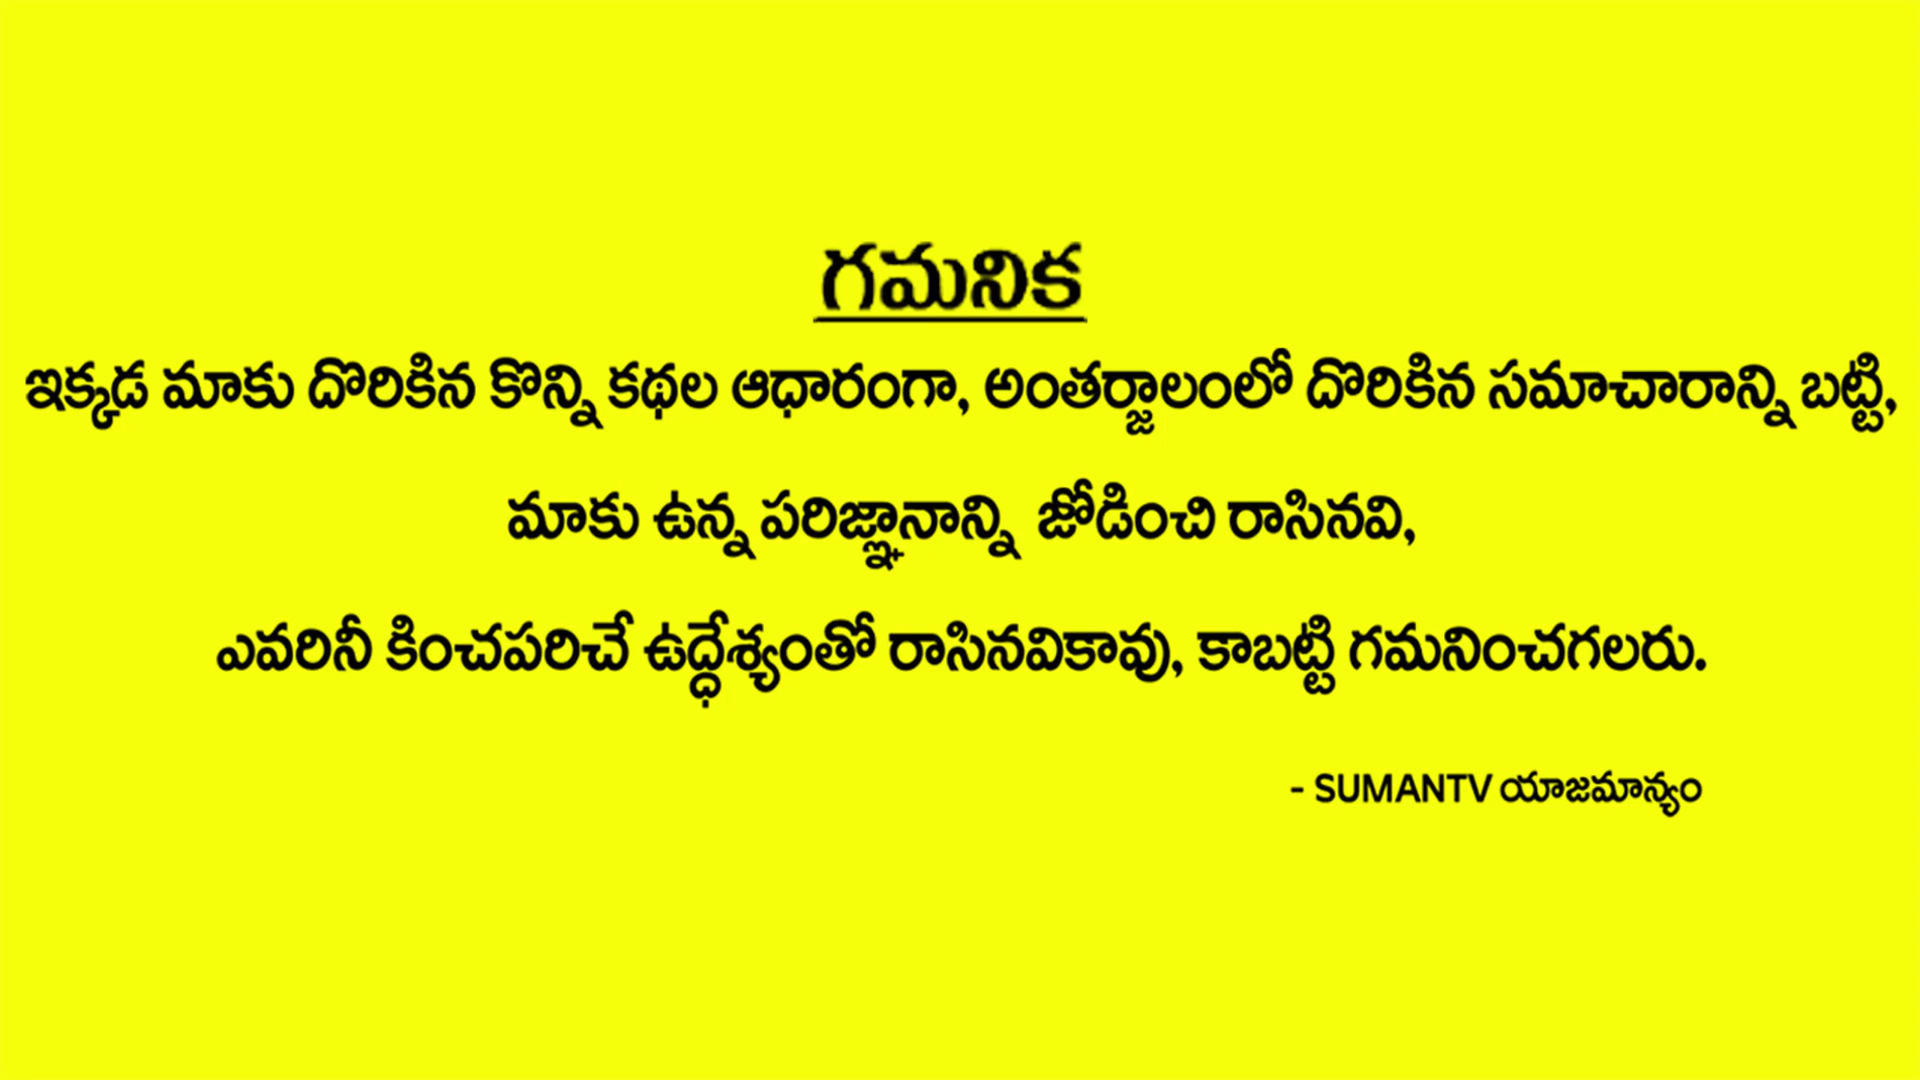 గమనిక
ఇక్కడ మాకు దొరికిన కొన్ని కథల ఆధారంగా, అంతర్జాలంలో దొరికిన సమాచారాన్ని బట్టి,
మాకు ఉన్న పరిజ్ఞానాన్ని జోడించి రాసినవి,
ఎవరినీ కించపరిచే ఉద్ధేశ్యంతో రాసినవికావు, కాబట్టి గమనించగలరు.
- SUMANTV యాజమాన్యం